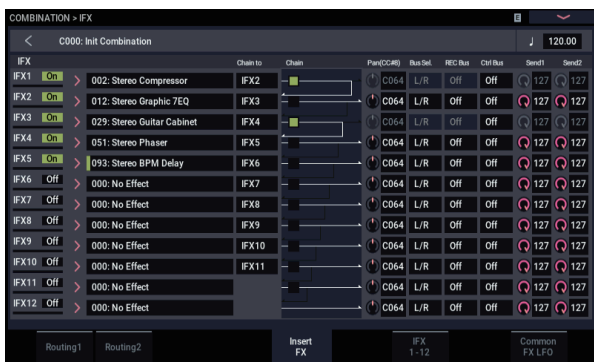 COMBINATION > IFX E
< C000: Init Combination ♩ 120.00
IFX Chain to Chain Pan(CC#8) Bus Sel. REC Bus Ctrl Bus Send1 Send2
IFX1 On 002: Stereo Compressor IFX2 C064 L/R Off Off 127 127
IFX2 On 012: Stereo Graphic 7EQ IFX3 C064 L/R Off Off 127 127
IFX3 On 029: Stereo Guitar Cabinet IFX4 C064 L/R Off Off 127 127
IFX4 On 051: Stereo Phaser IFX5 C064 L/R Off Off 127 127
IFX5 On 093: Stereo BPM Delay IFX6 C064 L/R Off Off 127 127
IFX6 Off 000: No Effect IFX7 C064 L/R Off Off 127 127
IFX7 Off 000: No Effect IFX8 C064 L/R Off Off 127 127
IFX8 Off 000: No Effect IFX9 C064 L/R Off Off 127 127
IFX9 Off 000: No Effect IFX10 C064 L/R Off Off 127 127
IFX10 Off 000: No Effect IFX11 C064 L/R Off Off 127 127
IFX11 Off 000: No Effect C064 L/R Off Off 127 127
IFX12 Off 000: No Effect C064 L/R Off Off 127 127
Routing1 Routing2 Insert FX IFX 1-12 Common FX LFO